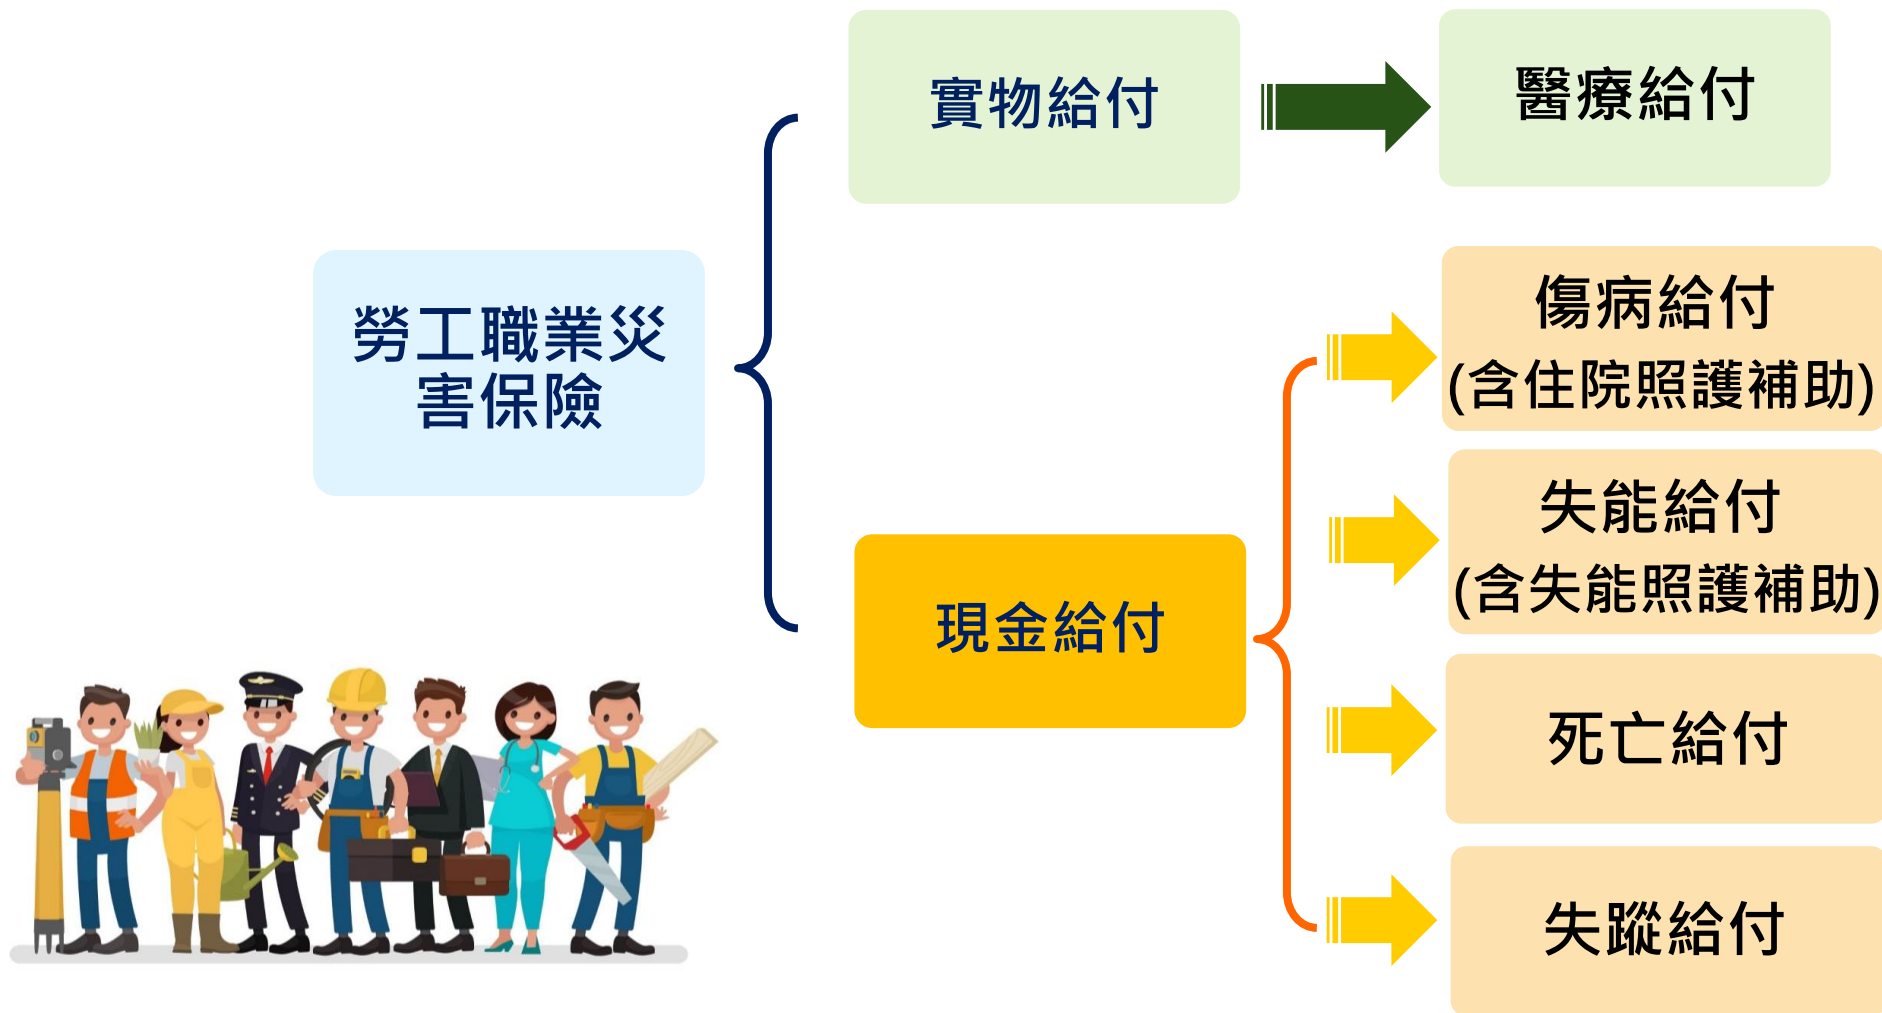 實物給付
醫療給付
勞工職業災
害保險
傷病給付
(含住院照護補助)
失能給付
(含失能照護補助)
現金給付
死亡給付
失蹤給付